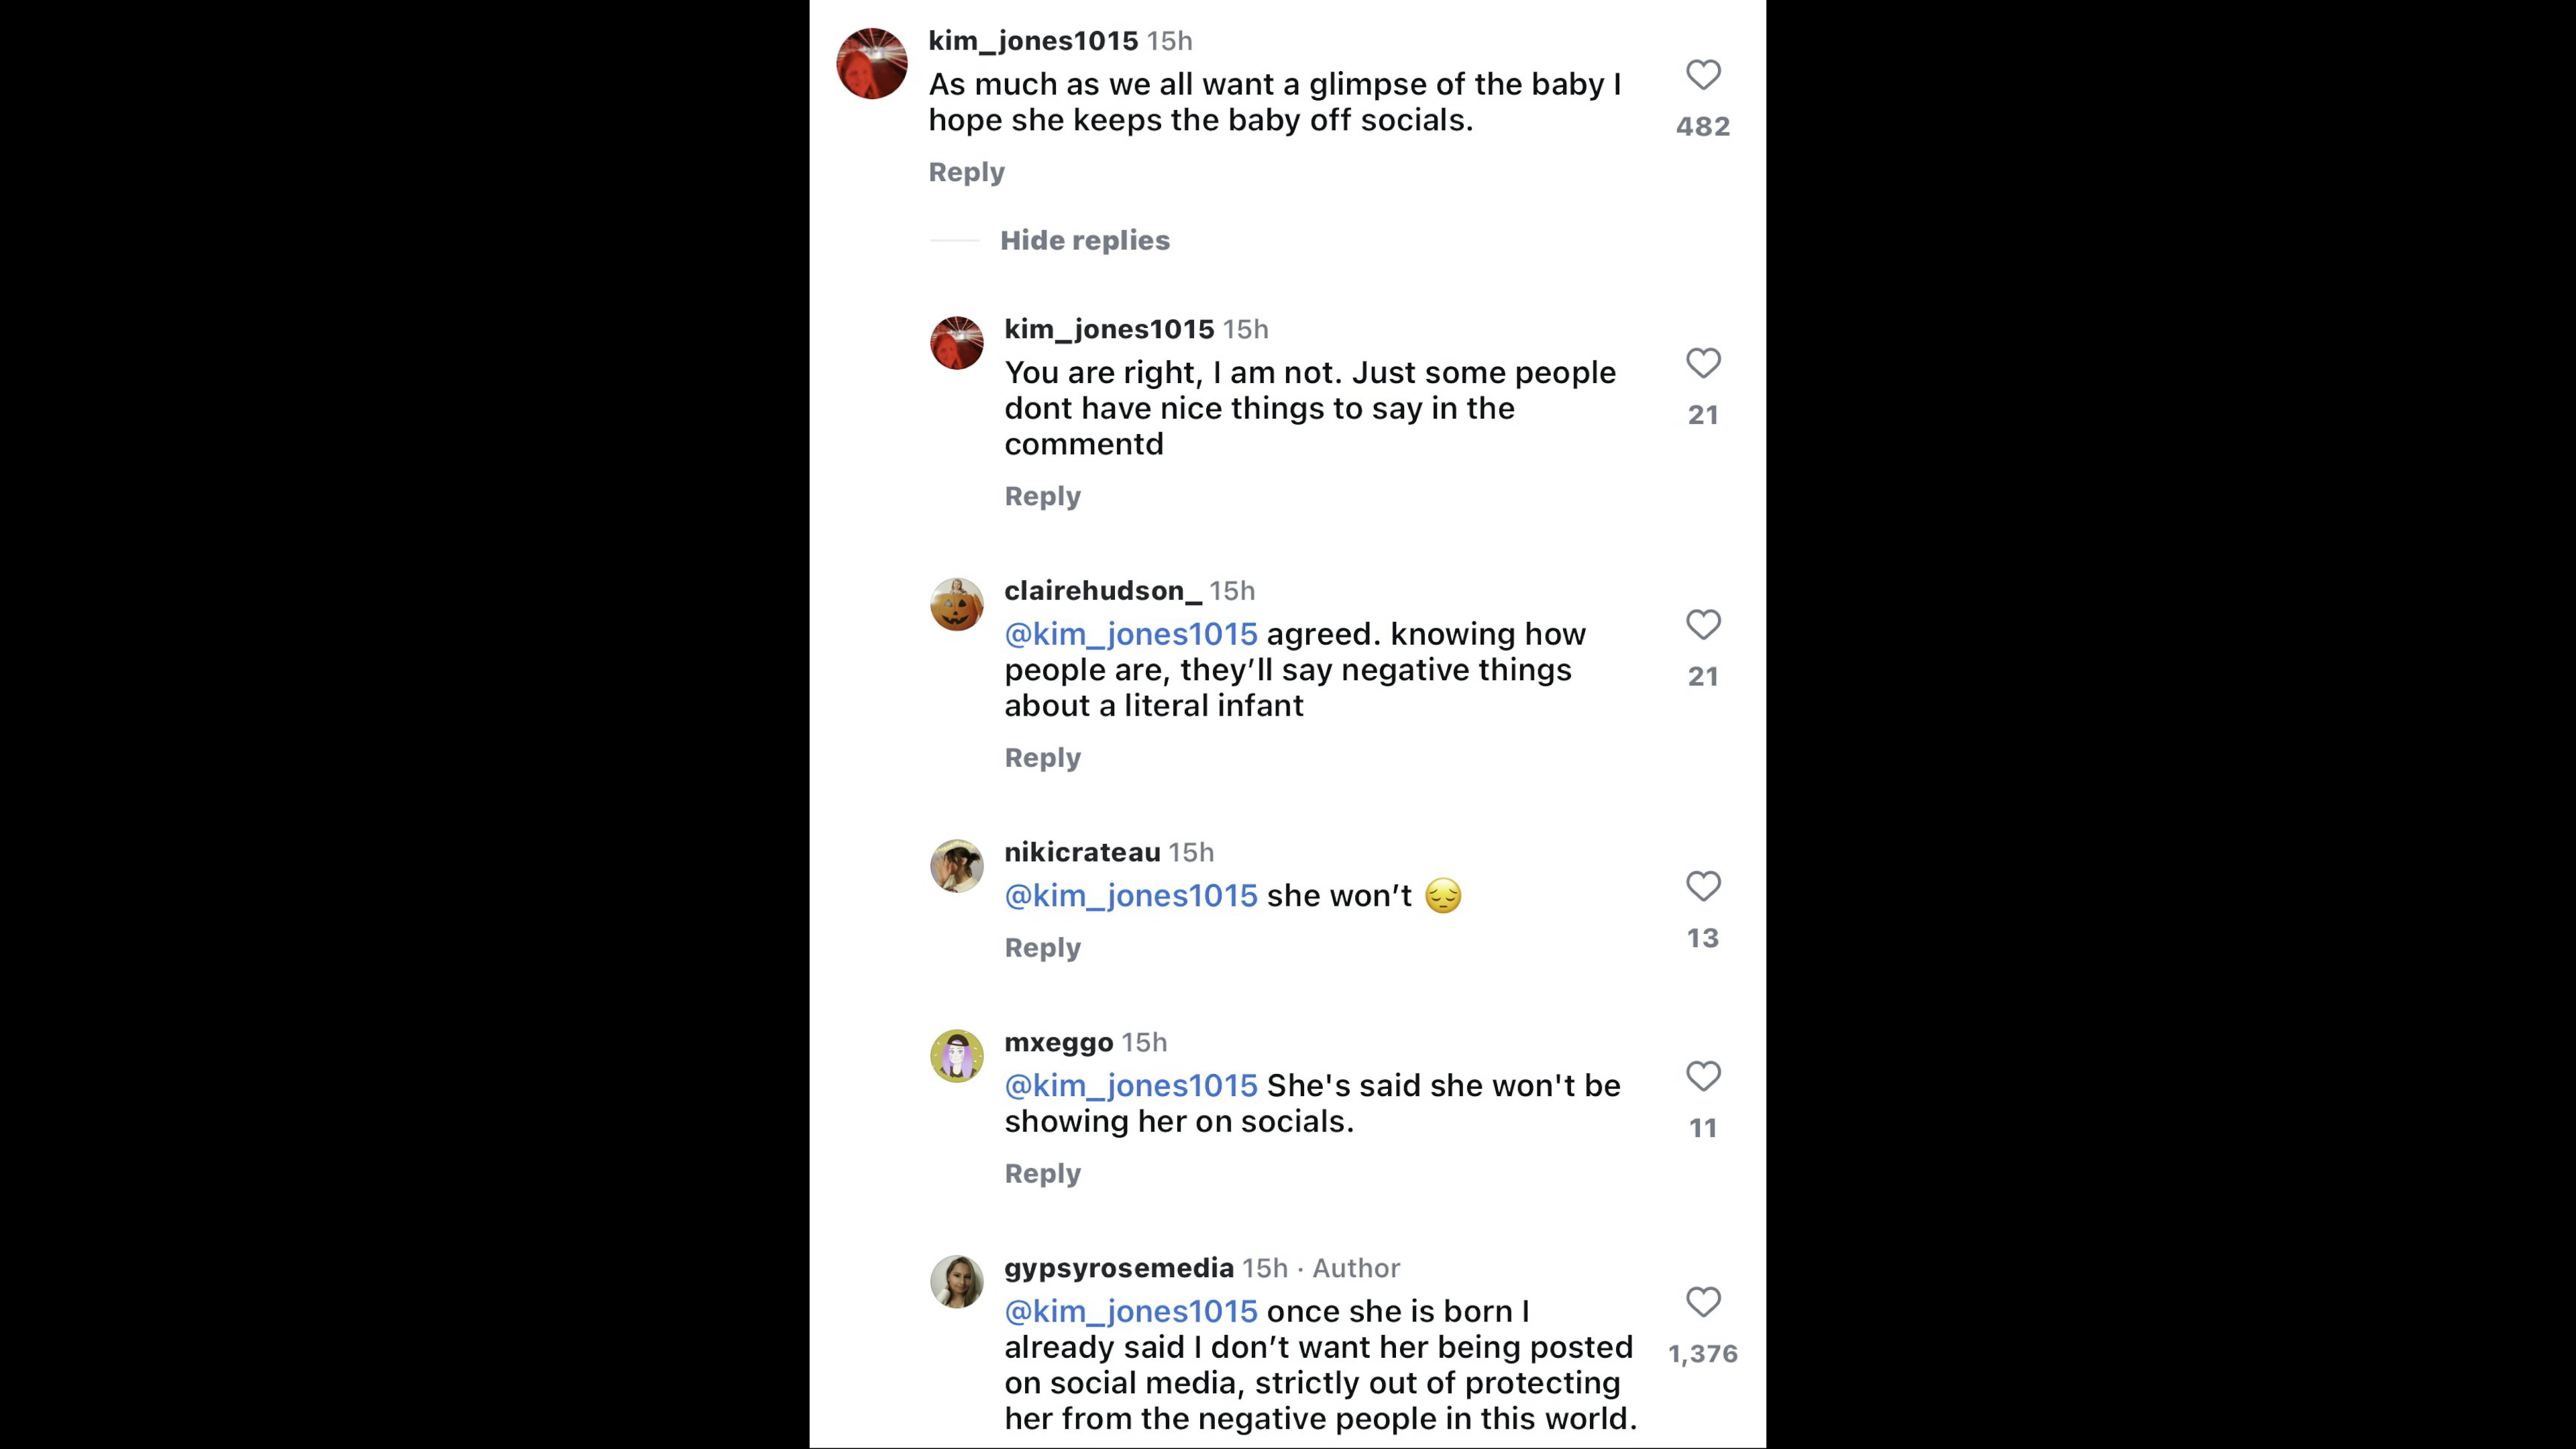 kim_jones1015 15h
As much as we all want a glimpse of the baby I
hope she keeps the baby off socials.
482
Reply
Hide replies
kim_jones1015 15h
You are right, I am not. Just some people
dont have nice things to say in the
commentd
21
Reply
clairehudson_ 15h
@kim_jones1015 agreed. knowing how
people are, they’ll say negative things
about a literal infant
21
Reply
nikicrateau 15h
@kim_jones1015 she won’t 😔
13
Reply
mxeggo 15h
@kim_jones1015 She's said she won't be
showing her on socials.
11
Reply
gypsyrosemedia 15h · Author
@kim_jones1015 once she is born I
already said I don’t want her being posted
on social media, strictly out of protecting
her from the negative people in this world.
1,376